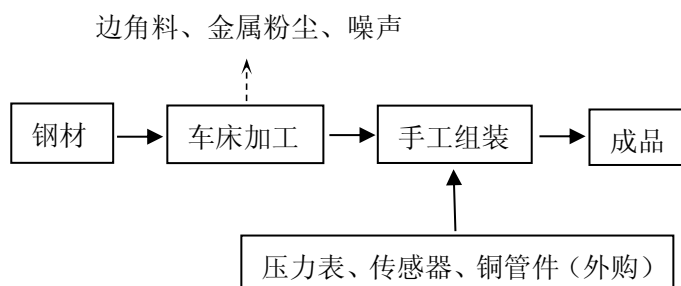 边角料、金属粉尘、噪声
钢材
车床加工
手工组装
成品
压力表、传感器、铜管件（外购）